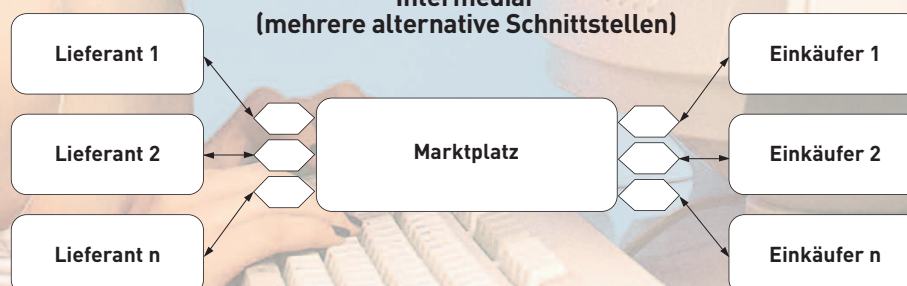 Intermediär
(mehrere alternative Schnittstellen)
Lieferant 1
Einkäufer 1
Lieferant 2
Marktplatz
Einkäufer 2
Lieferant n
Einkäufer n